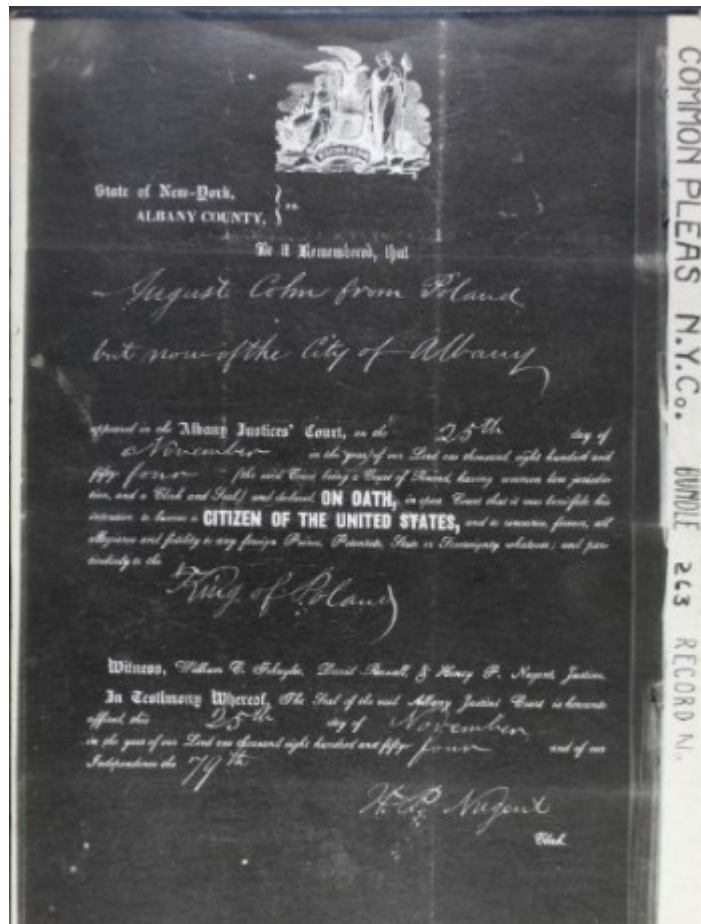 EXCELSIOR
State of New-York,
ALBANY COUNTY, } ss.
Be it Remembered, that
August Cohn from Poland
but now of the City of Albany
appeared in the Albany Justices' Court, on the 25th day of
November in the year of our Lord one thousand eight hundred and
fifty four (the said Court being a Court of Record, having common law jurisdic-
tion, and a Clerk and Seal,) and declared ON OATH, in open Court that it was bona fide his
intention to become a CITIZEN OF THE UNITED STATES, and to renounce, forever, all
allegiance and fidelity to any foreign Prince, Potentate, State or Sovereignty whatever; and par-
ticularly to the
King of Poland
Witness, William C. & Henry P. Nugent, Justices
In Testimony Whereof, The Seal of the said Albany Justices' Court is hereunto
affixed, this 25th day of November
in the year of our Lord one thousand eight hundred and fifty four and of our
Independence the 79th
H. P. Nugent
Clerk.
COMMON PLEAS N.Y.Co. BUNDLE 263 RECORD N.